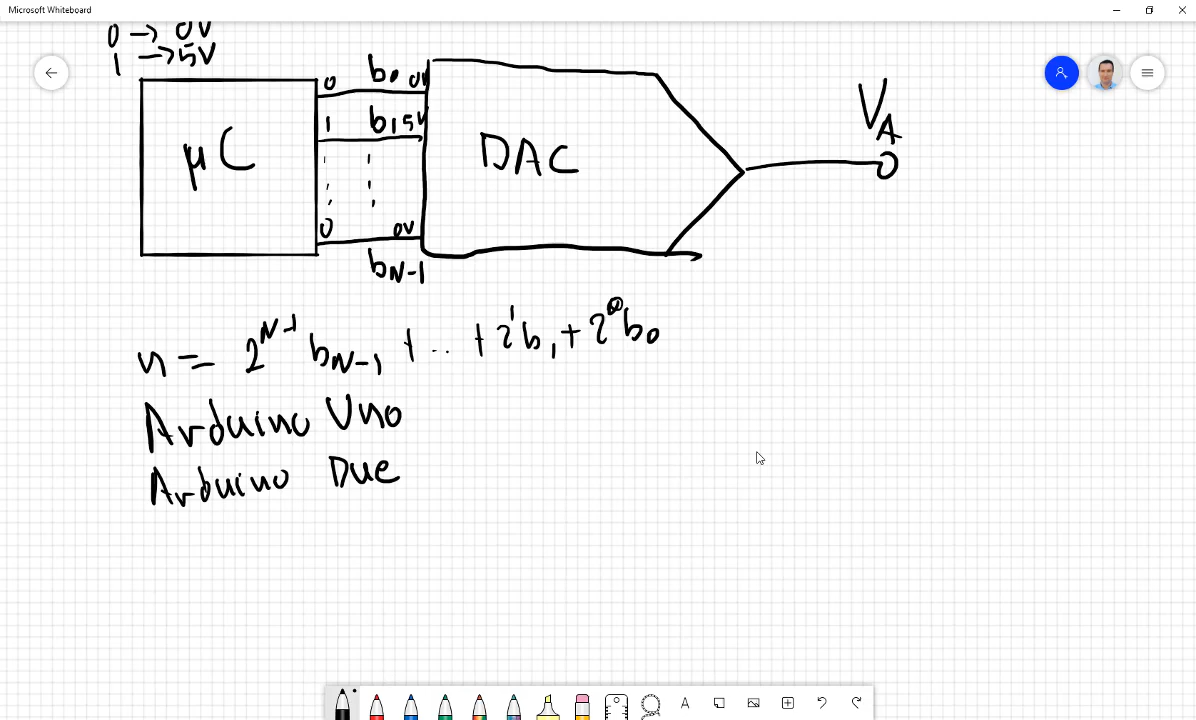 Microsoft Whiteboard
0 → 0V
1 → 5V
0 b0 0V
1 b1 5V
μC
DAC
VA
0 0V
bN-1
n = 2^N-1 bN-1 + .. + 2^1 b1 + 2^0 b0
Arduino Uno
Arduino Due
A